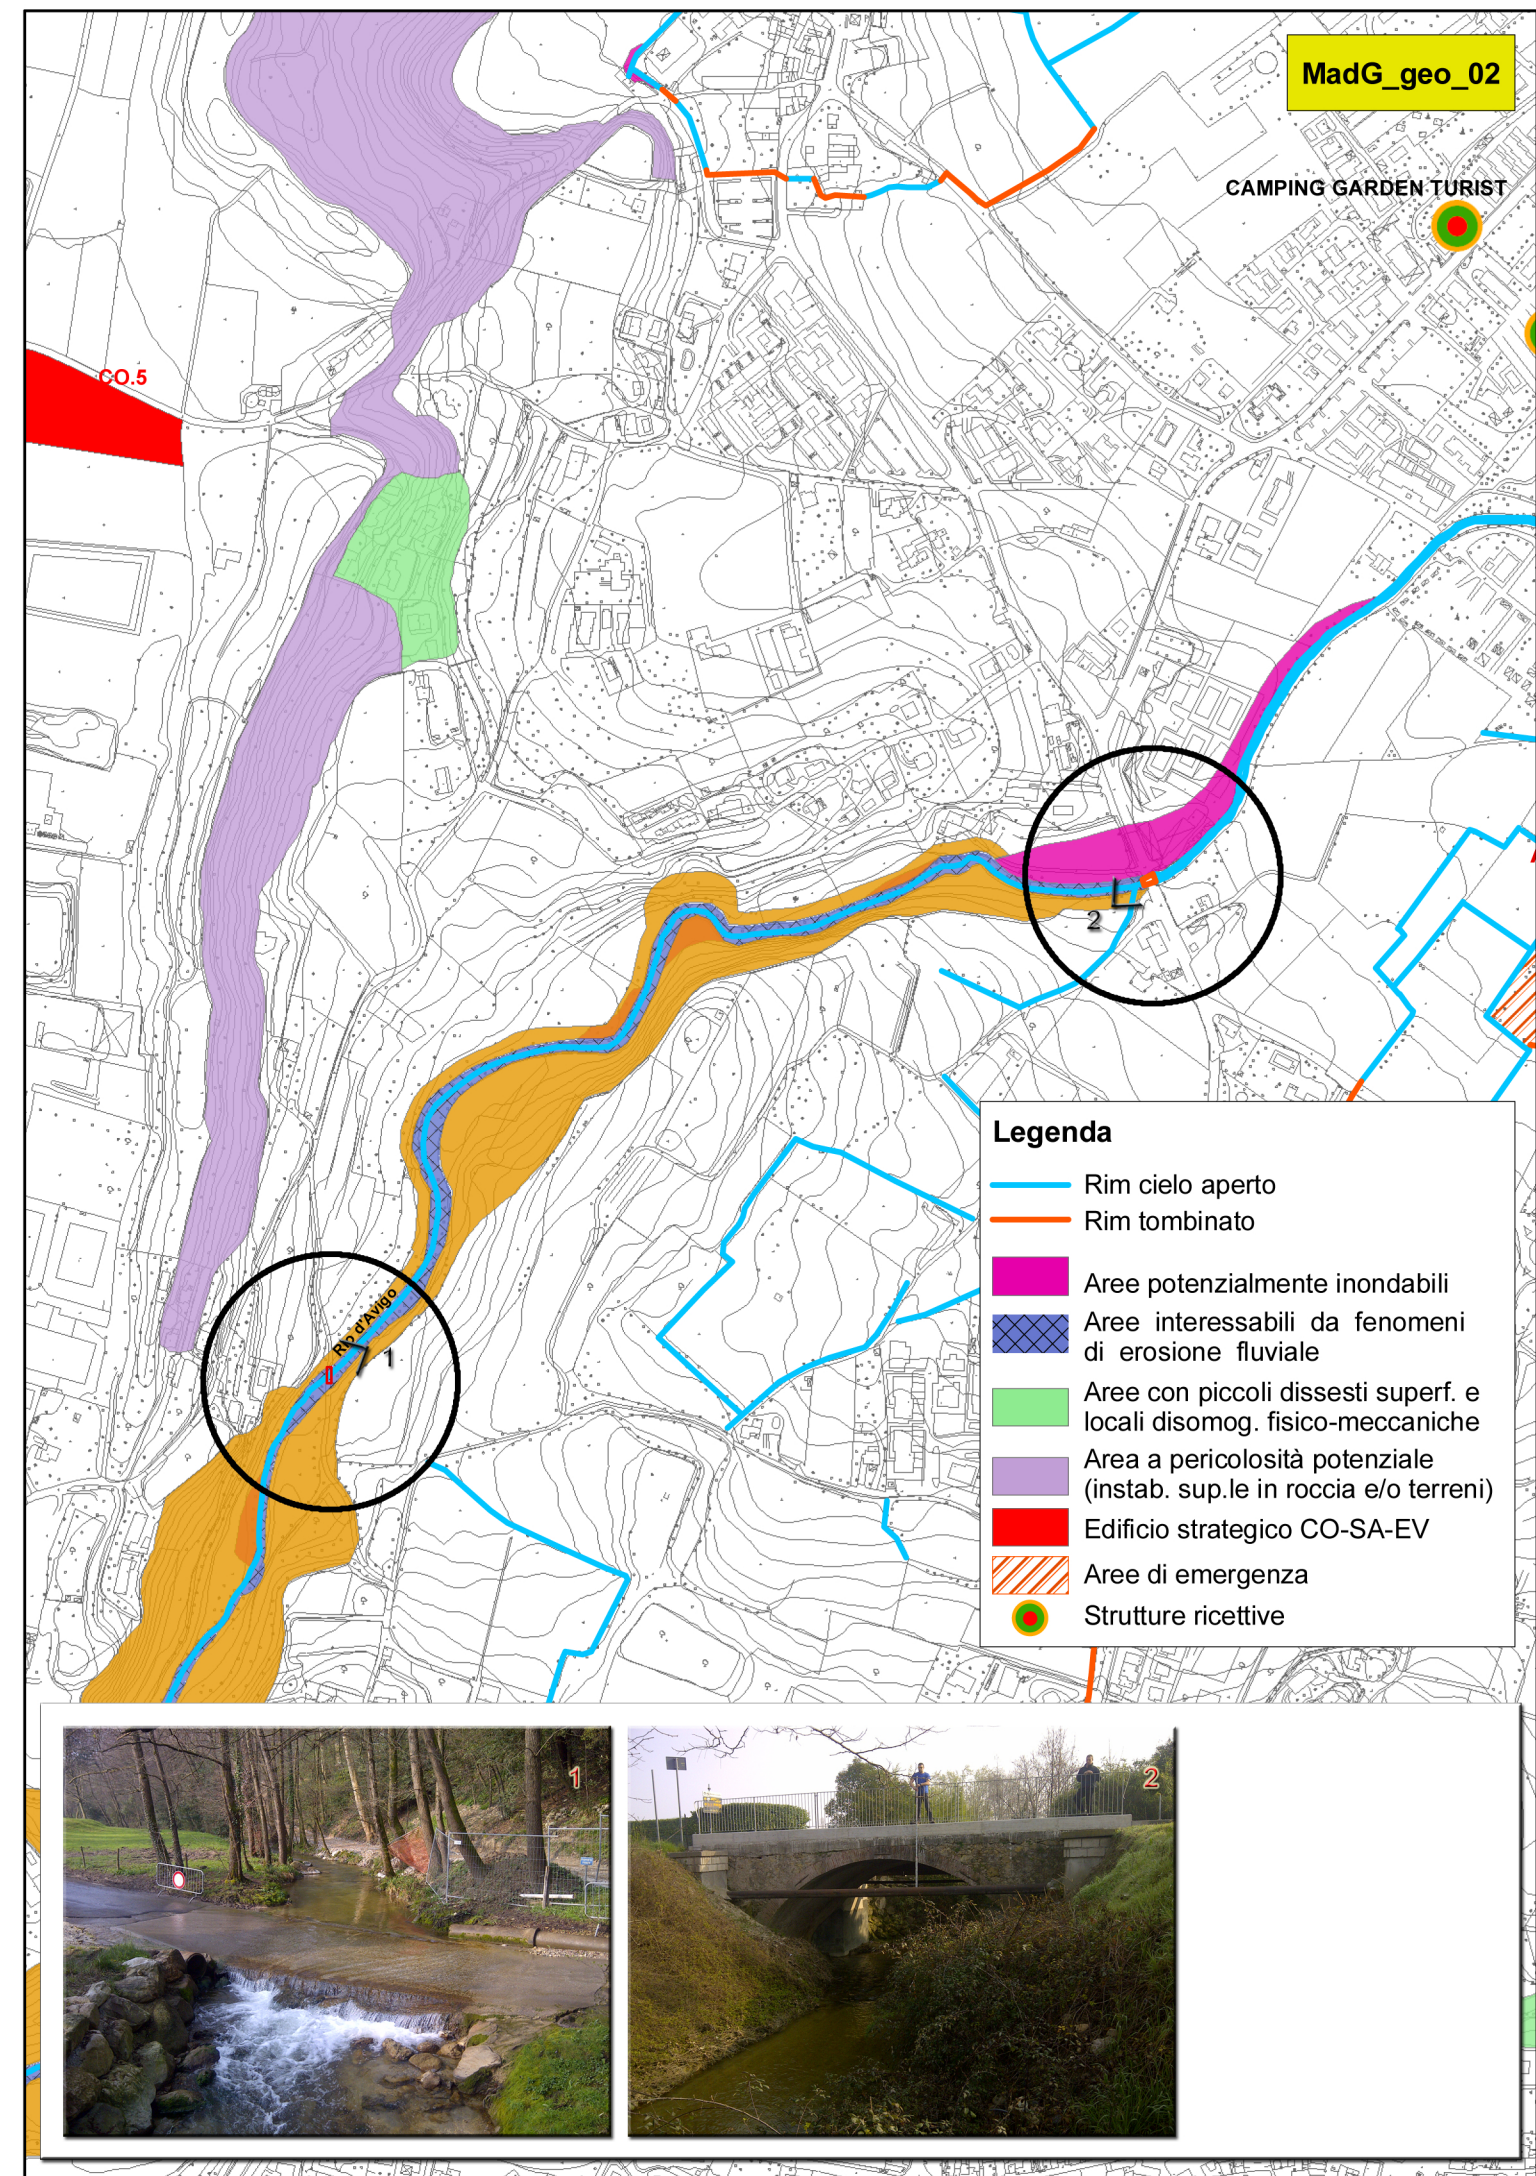 MadG_geo_02
CAMPING GARDEN TURIST
CO.5
2
Rio d'Avigo
1
Legenda
Rim cielo aperto
Rim tombinato
Aree potenzialmente inondabili
Aree interessabili da fenomeni
di erosione fluviale
Aree con piccoli dissesti superf. e
locali disomog. fisico-meccaniche
Area a pericolosità potenziale
(instab. sup.le in roccia e/o terreni)
Edificio strategico CO-SA-EV
Aree di emergenza
Strutture ricettive
1
2